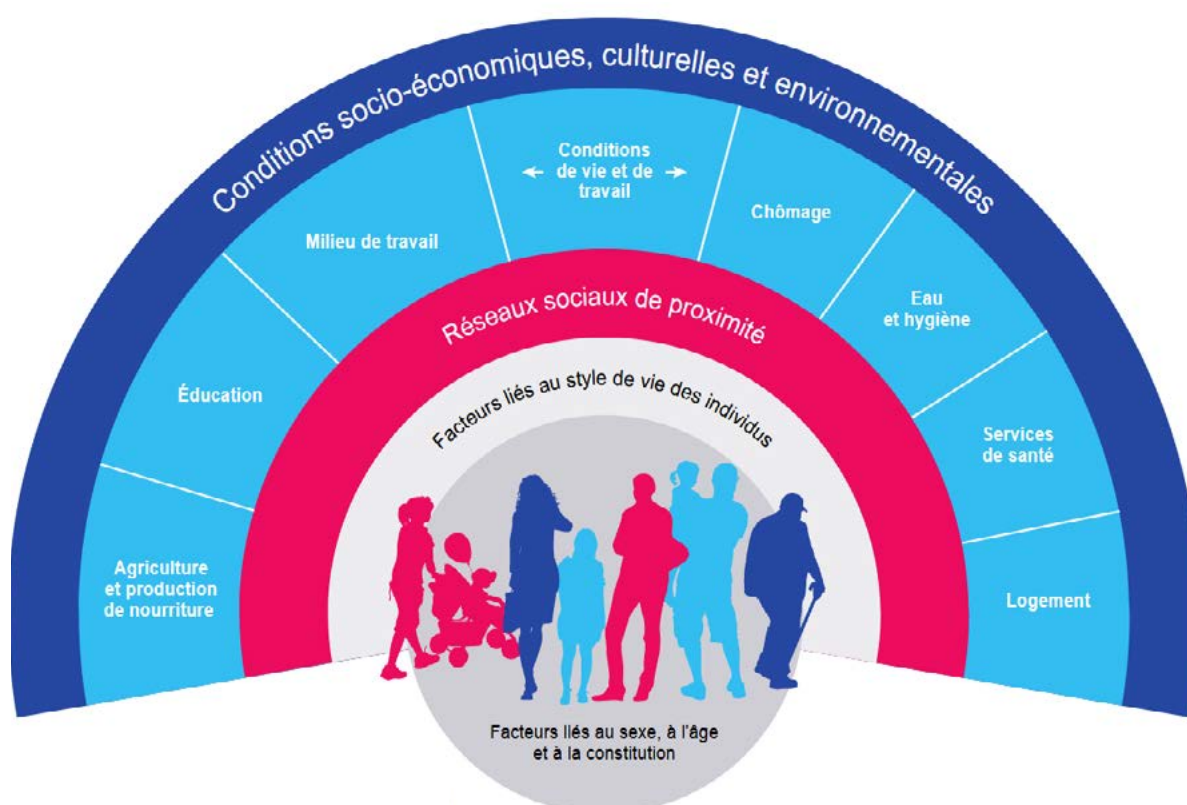 Conditions socio-économiques, culturelles et environnementales
Conditions
de vie et de
travail
Milieu de travail
Chômage
Éducation
Eau
et hygiène
Agriculture
et production
de nourriture
Services
de santé
Logement
Réseaux sociaux de proximité
Facteurs liés au style de vie des individus
Facteurs liés au sexe, à l'âge
et à la constitution